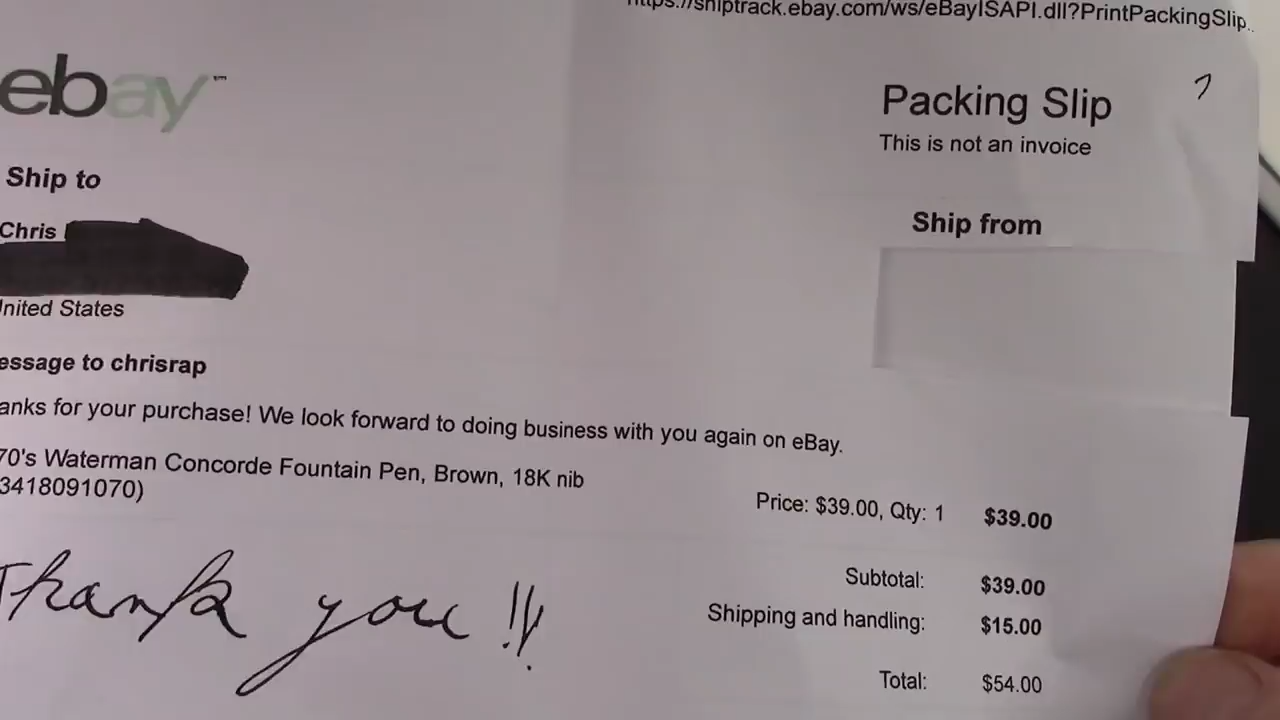 https://shiptrack.ebay.com/ws/eBayISAPI.dll?PrintPackingSlip..
ebay™
Packing Slip
This is not an invoice
Ship to
Ship from
Chris
United States
essage to chrisrap
anks for your purchase! We look forward to doing business with you again on eBay.
70's Waterman Concorde Fountain Pen, Brown, 18K nib
3418091070)
Price: $39.00, Qty: 1 $39.00
Subtotal: $39.00
Shipping and handling: $15.00
Total: $54.00
Thank you !!!